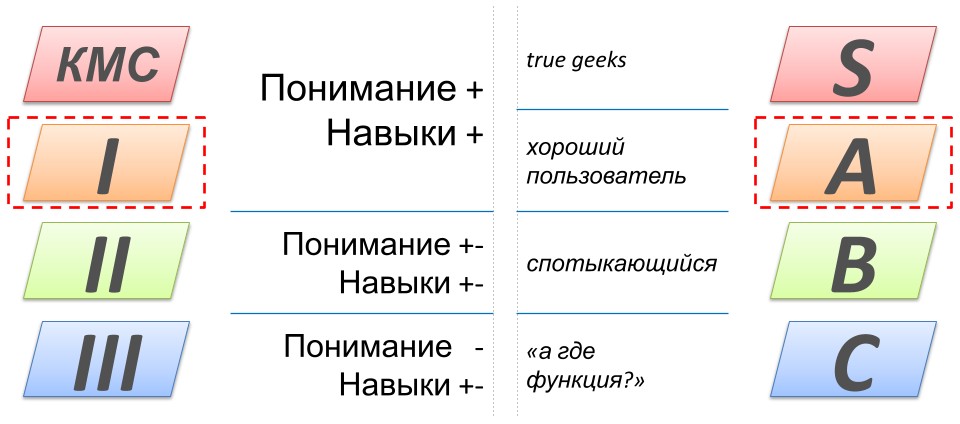 КМС
Понимание +
Навыки +
true geeks
S
I
хороший
пользователь
A
II
Понимание +-
Навыки +-
спотыкающийся
B
III
Понимание -
Навыки +-
«а где
функция?»
C